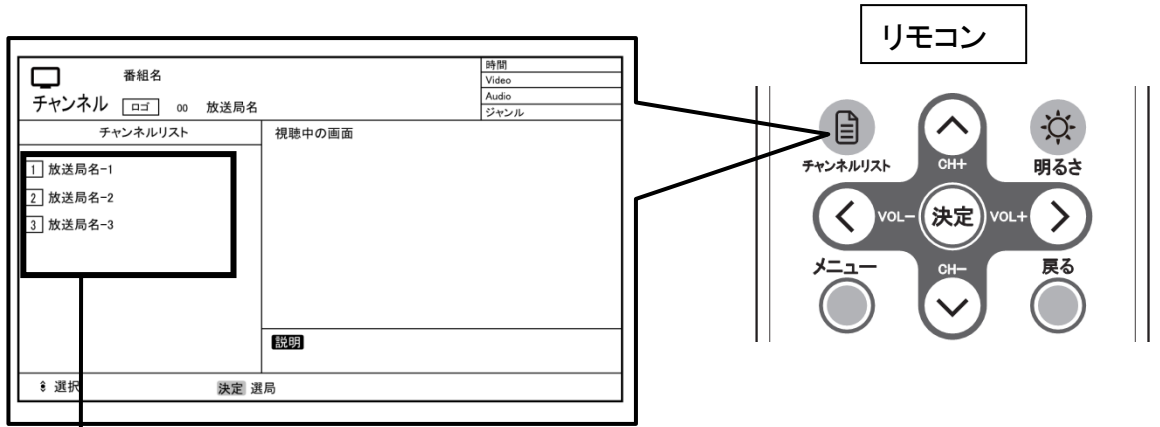 リモコン
番組名
チャンネル ロゴ 00 放送局名
時間
Video
Audio
ジャンル
チャンネルリスト
視聴中の画面
1 放送局名-1
2 放送局名-2
3 放送局名-3
説明
選択
決定 選局
チャンネルリスト
CH+
明るさ
VOL-
決定
VOL+
メニュー
CH-
戻る